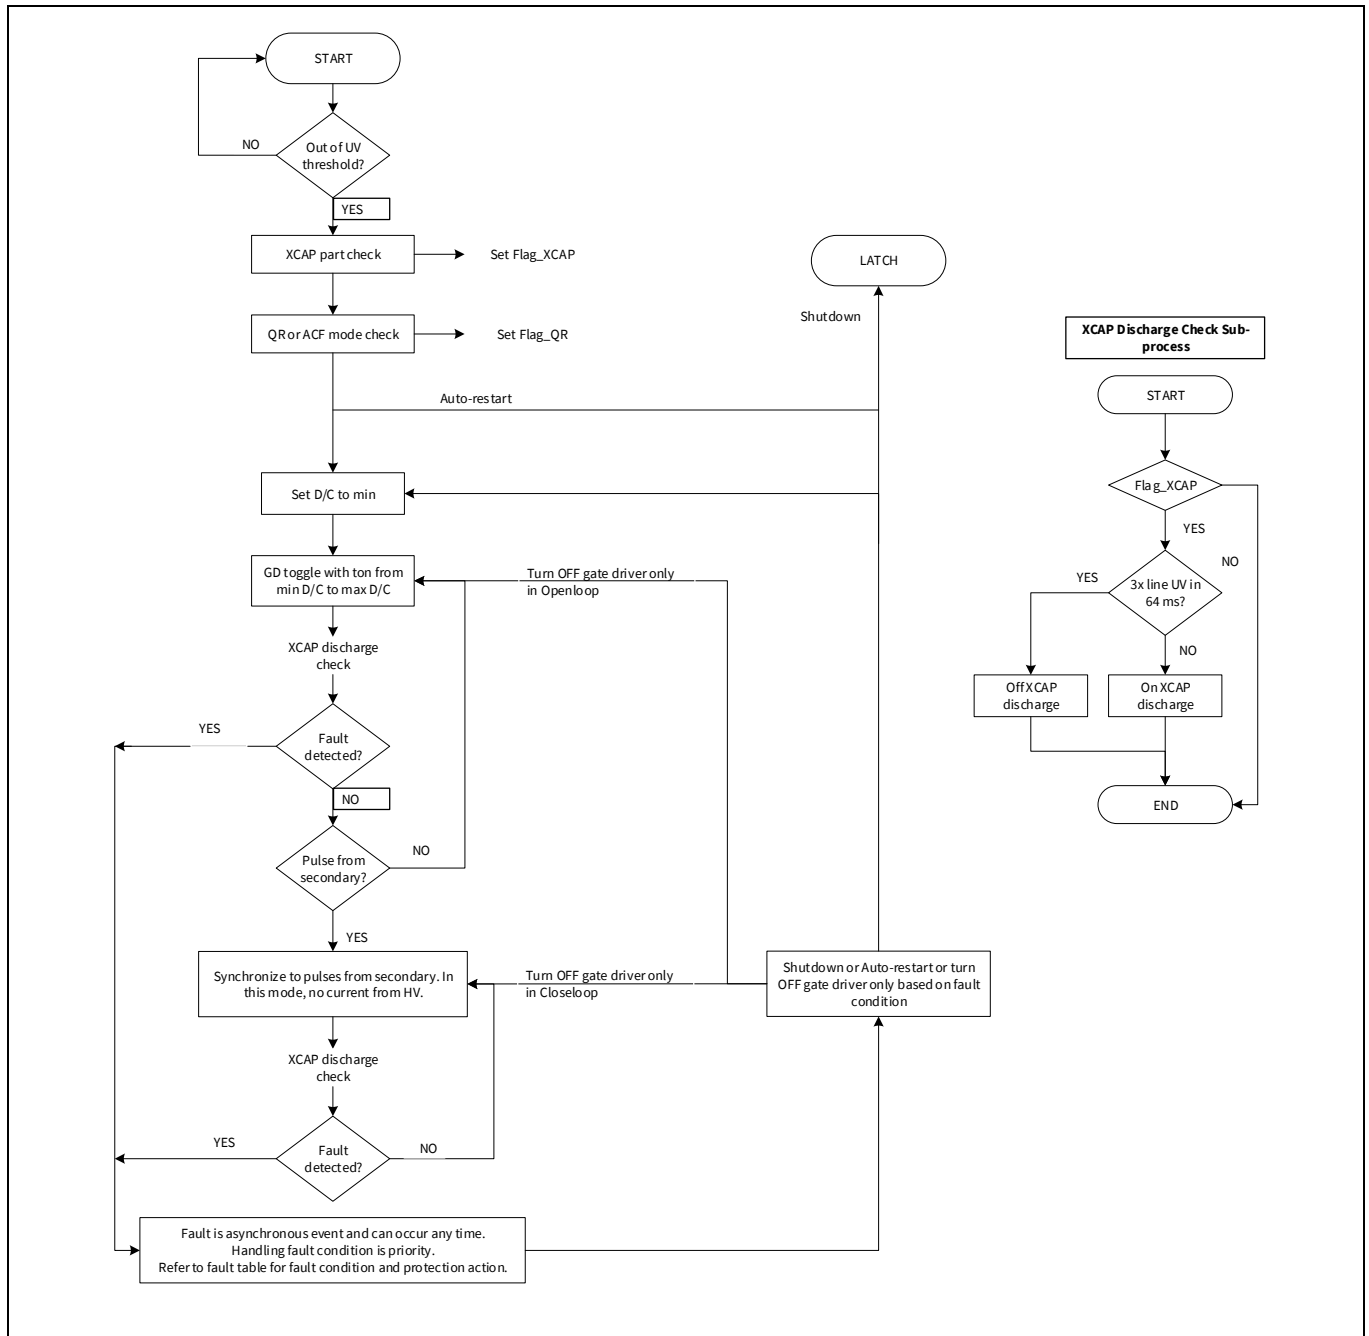 START
NO
Out of UV
threshold?
YES
XCAP part check
Set Flag_XCAP
LATCH
Shutdown
QR or ACF mode check
Set Flag_QR
Auto-restart
XCAP Discharge Check Sub-
process
START
Set D/C to min
Flag_XCAP
YES
NO
GD toggle with ton from
min D/C to max D/C
Turn OFF gate driver only
in Openloop
YES
3x line UV in
64 ms?
NO
XCAP discharge
check
Off XCAP
discharge
On XCAP
discharge
YES
Fault
detected?
NO
END
Pulse from
secondary?
NO
YES
Synchronize to pulses from secondary. In
this mode, no current from HV.
Turn OFF gate driver only
in Closeloop
Shutdown or Auto-restart or turn
OFF gate driver only based on fault
condition
XCAP discharge
check
YES
Fault
detected?
NO
Fault is asynchronous event and can occur any time.
Handling fault condition is priority.
Refer to fault table for fault condition and protection action.